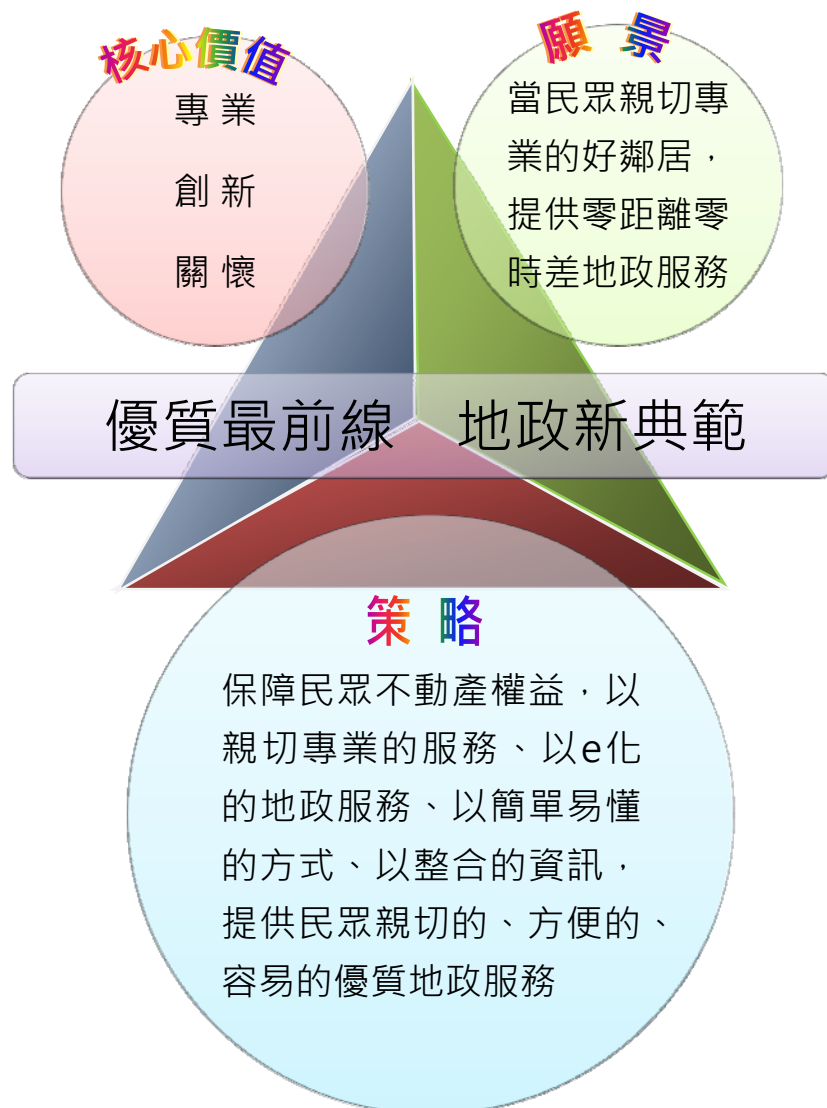 核心價值
專業
創新
關懷
願景
當民眾親切專
業的好鄰居，
提供零距離零
時差地政服務
優質最前線 地政新典範
策略
保障民眾不動產權益，以
親切專業的服務、以e化
的地政服務、以簡單易懂
的方式、以整合的資訊，
提供民眾親切的、方便的、
容易的優質地政服務